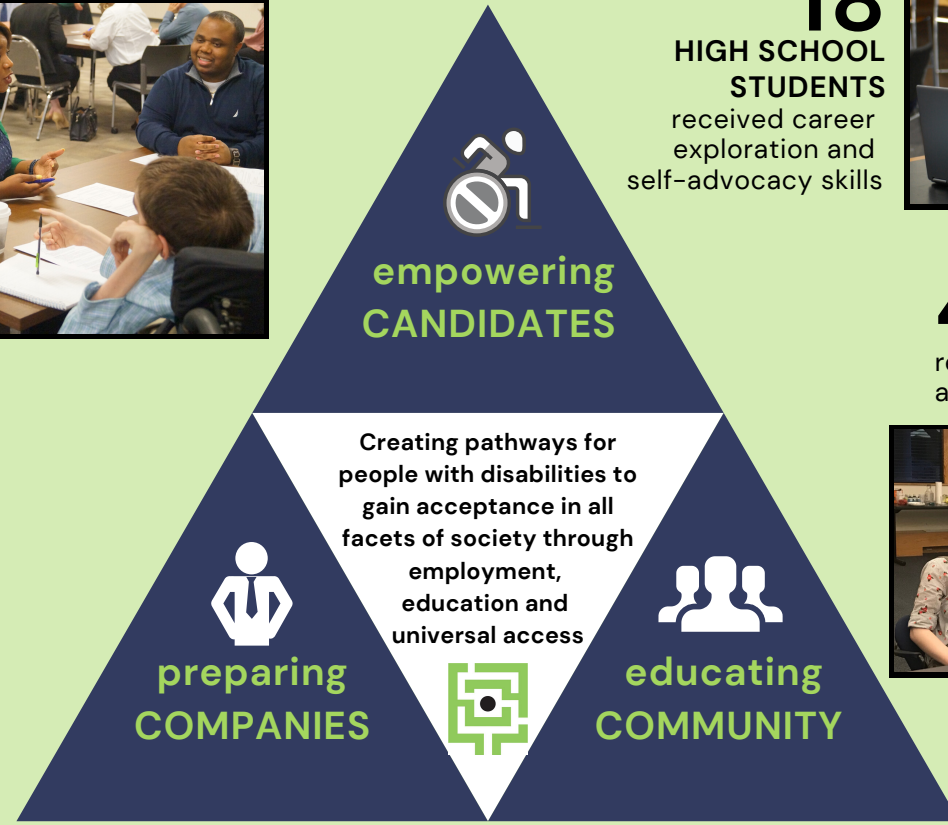 18
HIGH SCHOOL
STUDENTS
received career
exploration and
self-advocacy skills
empowering
CANDIDATES
Creating pathways for
people with disabilities to
gain acceptance in all
facets of society through
employment,
education and
universal access
preparing
COMPANIES
educating
COMMUNITY